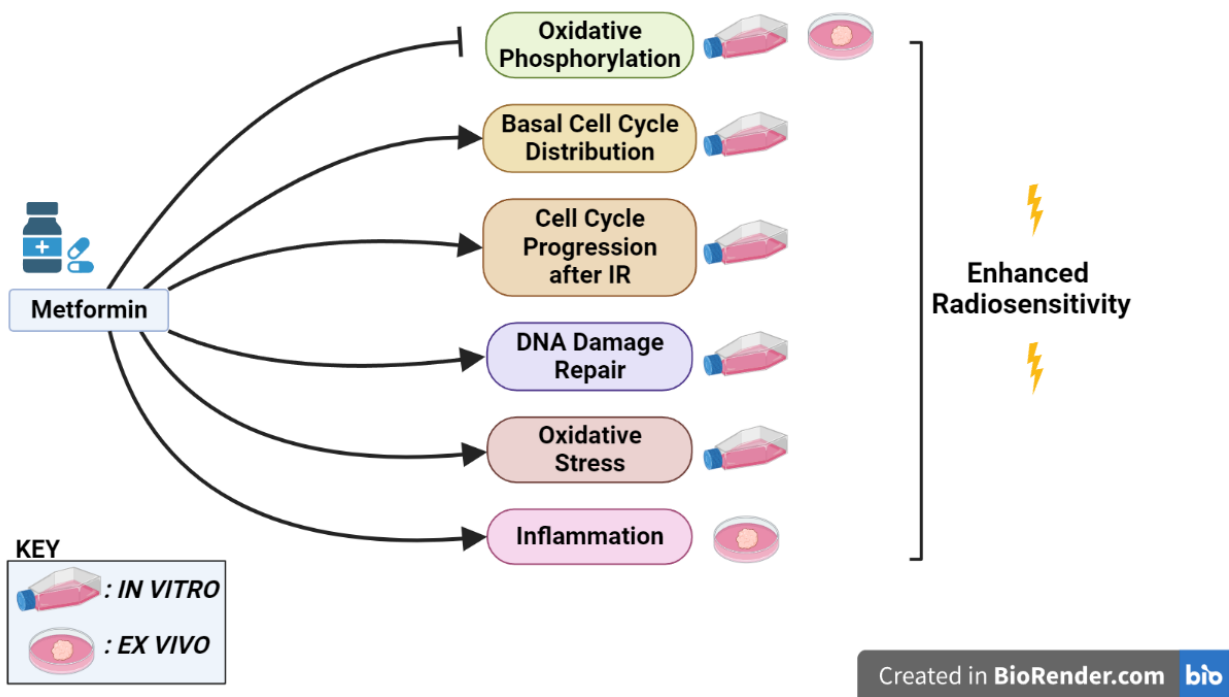 Oxidative
Phosphorylation
Basal Cell Cycle
Distribution
Cell Cycle
Progression
after IR
Metformin
Enhanced
Radiosensitivity
DNA Damage
Repair
Oxidative
Stress
Inflammation
KEY
: IN VITRO
: EX VIVO
Created in BioRender.com bio